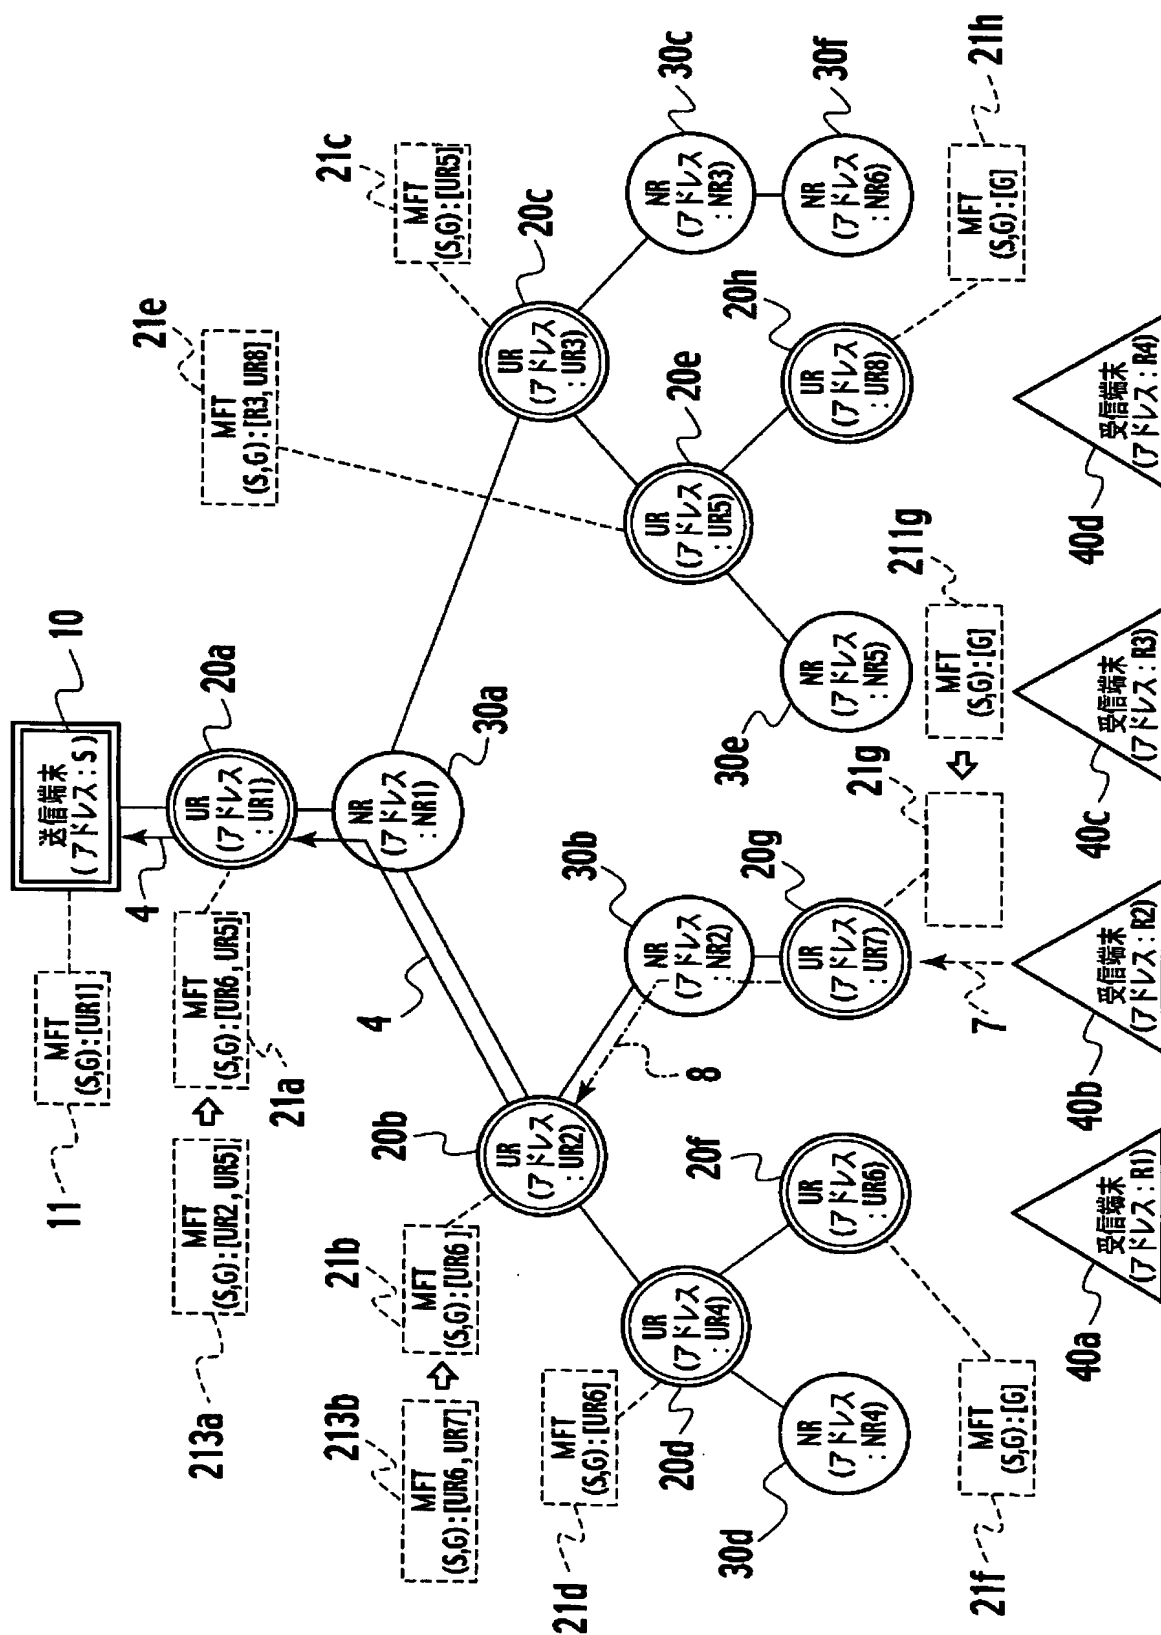 送信端末
(アドレス:S)
10
MFT
(S,G):[UR1]
11
4
UR
(アドレス
:UR1)
20a
MFT
(S,G):[UR2,UR5]
213a
MFT
(S,G):[UR6,UR5]
21a
NR
(アドレス
:NR1)
30a
4
MFT
(S,G):[R3,UR8]
21e
MFT
(S,G):[UR5]
21c
MFT
(S,G):[UR6,UR7]
213b
MFT
(S,G):[UR6]
21b
UR
(アドレス
:UR2)
20b
UR
(アドレス
:UR3)
20c
8
MFT
(S,G):[UR6]
21d
UR
(アドレス
:UR4)
20d
NR
(アドレス
:NR2)
30b
UR
(アドレス
:UR5)
20e
NR
(アドレス
:NR3)
30c
NR
(アドレス
:NR4)
30d
UR
(アドレス
:UR6)
20f
UR
(アドレス
:UR7)
20g
NR
(アドレス
:NR5)
30e
UR
(アドレス
:UR8)
20h
NR
(アドレス
:NR6)
30f
MFT
(S,G):[G]
21f
7
21g
MFT
(S,G):[G]
211g
MFT
(S,G):[G]
21h
受信端末
(アドレス:R1)
40a
受信端末
(アドレス:R2)
40b
受信端末
(アドレス:R3)
40c
受信端末
(アドレス:R4)
40d